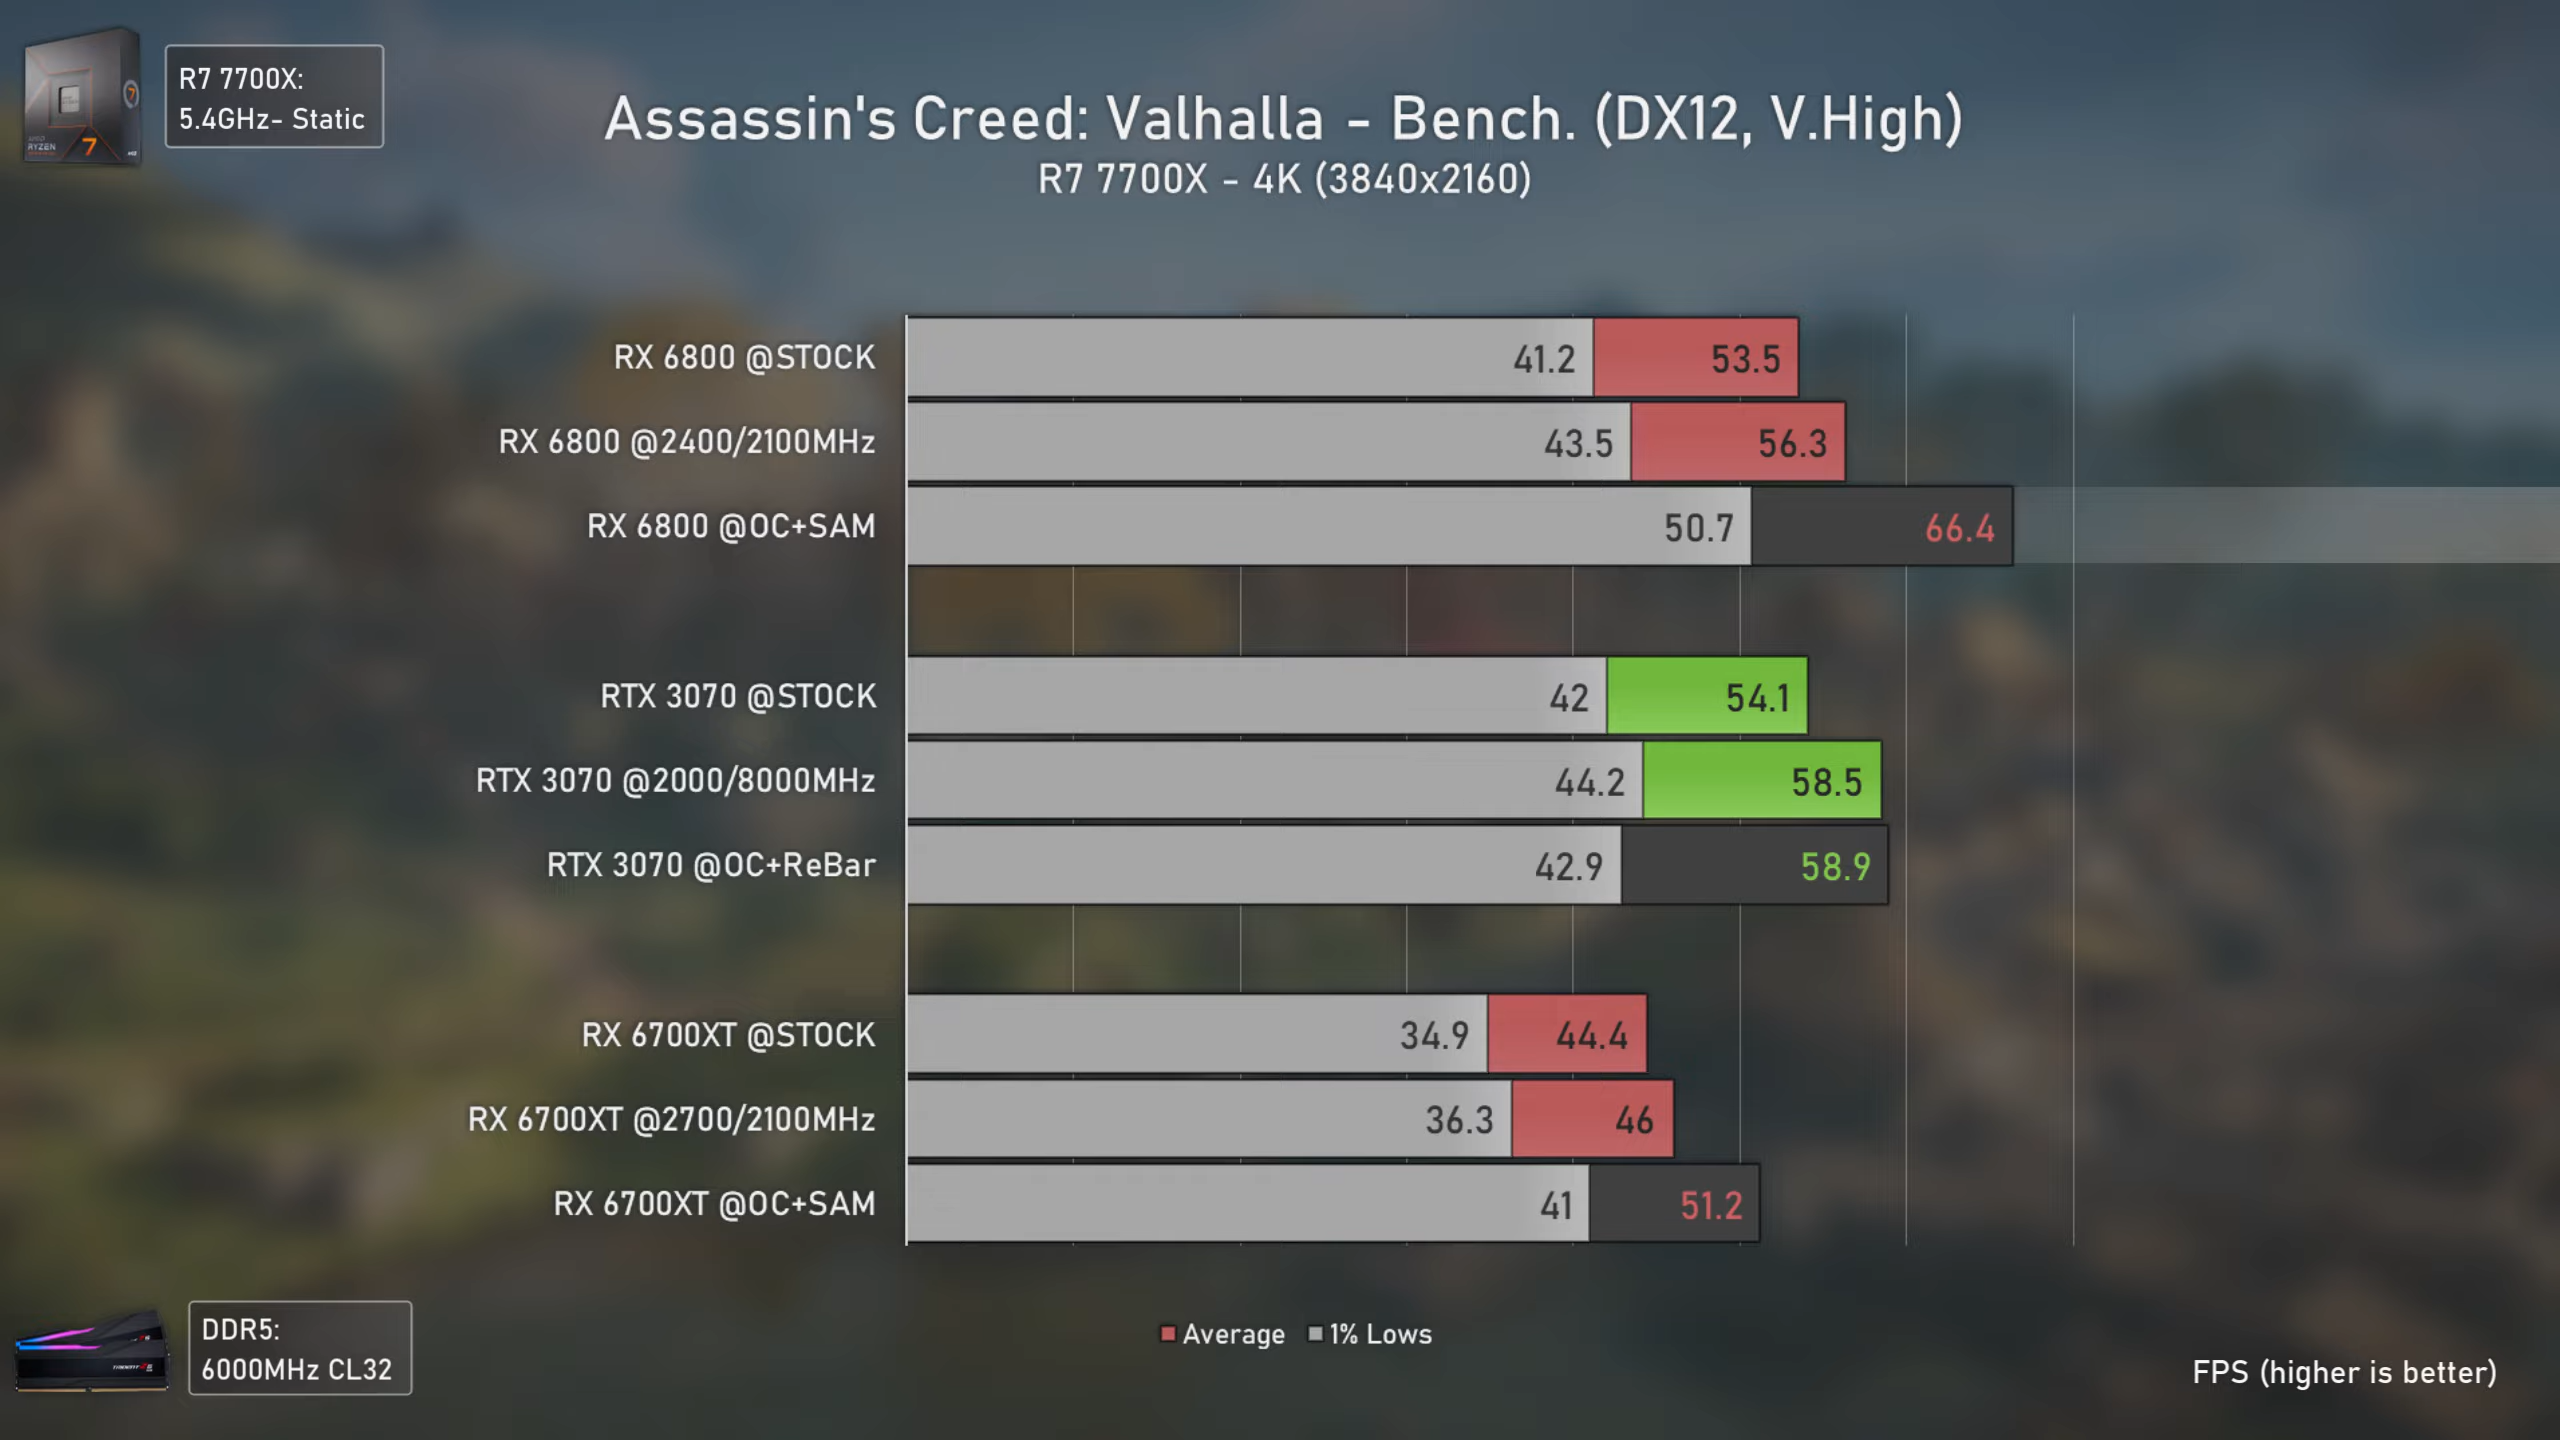 R7 7700X:
5.4GHz- Static
AMD
RYZEN 7
7
Assassin's Creed: Valhalla - Bench. (DX12, V.High)
R7 7700X - 4K (3840x2160)
RX 6800 @STOCK 41.2 53.5
RX 6800 @2400/2100MHz 43.5 56.3
RX 6800 @OC+SAM 50.7 66.4
RTX 3070 @STOCK 42 54.1
RTX 3070 @2000/8000MHz 44.2 58.5
RTX 3070 @OC+ReBar 42.9 58.9
RX 6700XT @STOCK 34.9 44.4
RX 6700XT @2700/2100MHz 36.3 46
RX 6700XT @OC+SAM 41 51.2
DDR5:
6000MHz CL32
Average 1% Lows
FPS (higher is better)